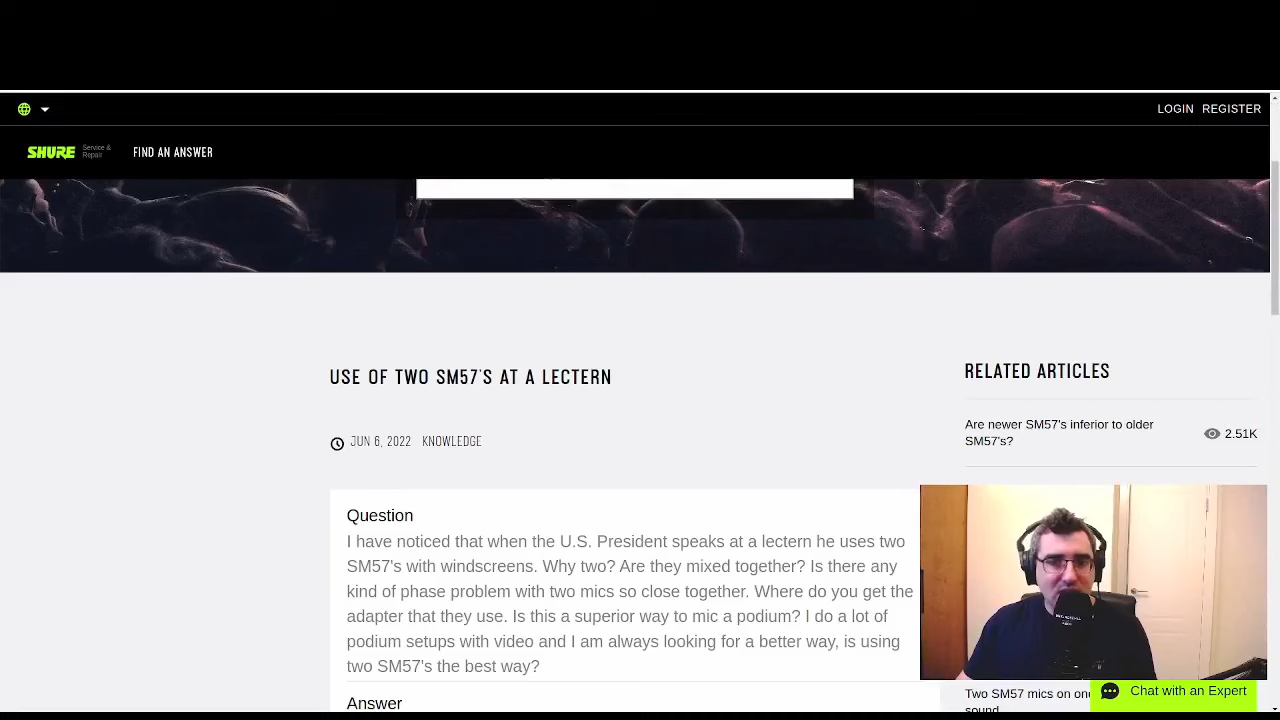 LOGIN REGISTER
SHURE Service &
Repair
FIND AN ANSWER
USE OF TWO SM57'S AT A LECTERN
JUN 6, 2022 KNOWLEDGE
Question
I have noticed that when the U.S. President speaks at a lectern he uses two
SM57's with windscreens. Why two? Are they mixed together? Is there any
kind of phase problem with two mics so close together. Where do you get the
adapter that they use. Is this a superior way to mic a podium? I do a lot of
podium setups with video and I am always looking for a better way, is using
two SM57's the best way?
Answer
RELATED ARTICLES
Are newer SM57's inferior to older
SM57's?
2.51K
Two SM57 mics on one
sound
Chat with an Expert